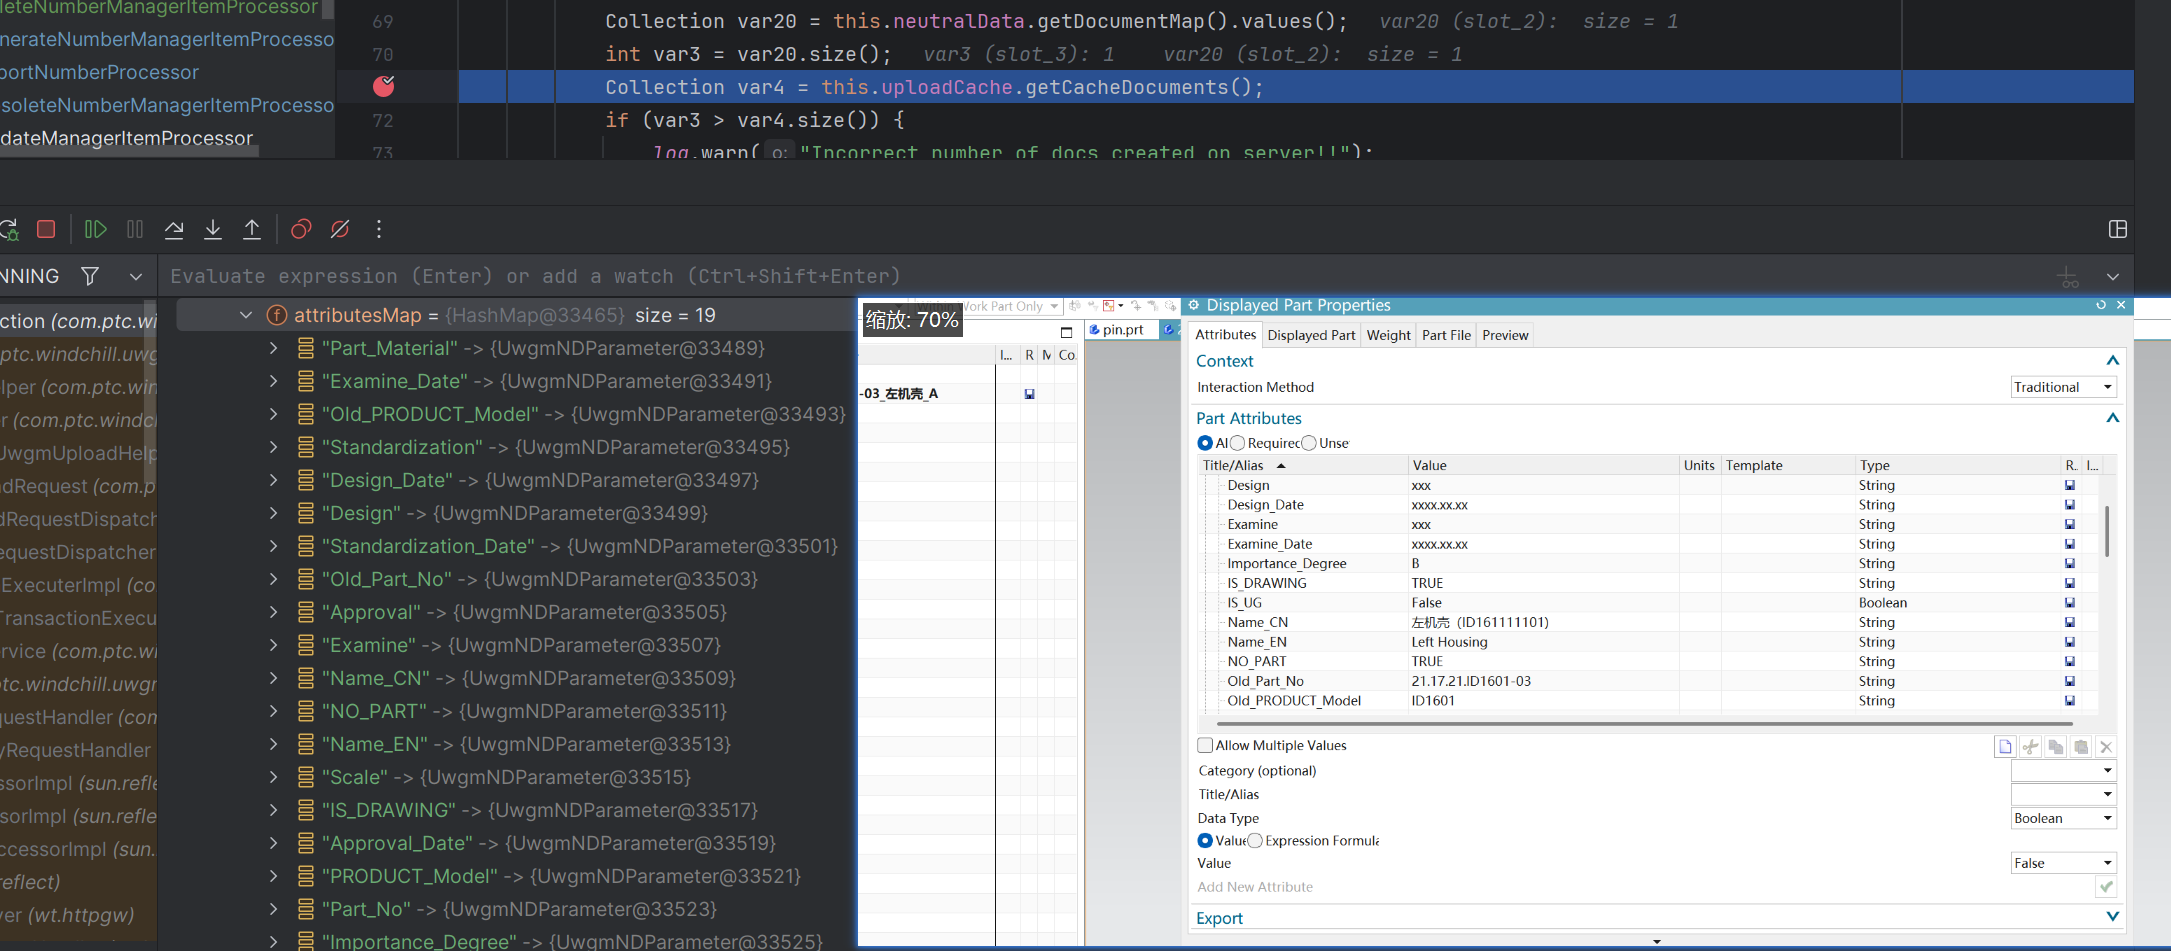 leteNumberManagerItemProcessor
nerateNumberManagerItemProcesso
portNumberProcessor
soleteNumberManagerItemProcesso
dateManagerItemProcessor
69 Collection var20 = this.neutralData.getDocumentMap().values(); var20 (slot_2): size = 1
70 int var3 = var20.size(); var3 (slot_3): 1 var20 (slot_2): size = 1
Collection var4 = this.uploadCache.getCacheDocuments();
72 if (var3 > var4.size()) {
73 log.warn( o: "Incorrect number of docs created on server!!");
NNING
Evaluate expression (Enter) or add a watch (Ctrl+Shift+Enter)
ction (com.ptc.wi
ptc.windchill.uwg
elper (com.ptc.wi
er (com.ptc.windc
UwgmUploadHelp
adRequest (com.p
dRequestDispatch
equestDispatcher
ExecuterImpl (co
TransactionExecu
ervice (com.ptc.wi
ptc.windchill.uwgr
questHandler (con
yRequestHandler
ssorImpl (sun.refle
sorImpl (sun.refle
ccessorImpl (sun.
reflect)
ver (wt.httpgw)
attributesMap = {HashMap@33465} size = 19
"Part_Material" -> {UwgmNDParameter@33489}
"Examine_Date" -> {UwgmNDParameter@33491}
"Old_PRODUCT_Model" -> {UwgmNDParameter@33493}
"Standardization" -> {UwgmNDParameter@33495}
"Design_Date" -> {UwgmNDParameter@33497}
"Design" -> {UwgmNDParameter@33499}
"Standardization_Date" -> {UwgmNDParameter@33501}
"Old_Part_No" -> {UwgmNDParameter@33503}
"Approval" -> {UwgmNDParameter@33505}
"Examine" -> {UwgmNDParameter@33507}
"Name_CN" -> {UwgmNDParameter@33509}
"NO_PART" -> {UwgmNDParameter@33511}
"Name_EN" -> {UwgmNDParameter@33513}
"Scale" -> {UwgmNDParameter@33515}
"IS_DRAWING" -> {UwgmNDParameter@33517}
"Approval_Date" -> {UwgmNDParameter@33519}
"PRODUCT_Model" -> {UwgmNDParameter@33521}
"Part_No" -> {UwgmNDParameter@33523}
"Importance_Degree" -> {UwgmNDParameter@33525}
Work Part Only
缩放: 70%
pin.prt
I... R M Co
-03_左机壳_A
Displayed Part Properties
Attributes Displayed Part Weight Part File Preview
Context
Interaction Method Traditional
Part Attributes
Al Required Unse
Title/Alias Value Units Template Type R. I...
Design xxx String
Design_Date xxxx.xx.xx String
Examine xxx String
Examine_Date xxxx.xx.xx String
Importance_Degree B String
IS_DRAWING TRUE String
IS_UG False Boolean
Name_CN 左机壳（ID161111101） String
Name_EN Left Housing String
NO_PART TRUE String
Old_Part_No 21.17.21.ID1601-03 String
Old_PRODUCT_Model ID1601 String
Allow Multiple Values
Category (optional)
Title/Alias
Data Type Boolean
Value Expression Formula
Value False
Add New Attribute
Export